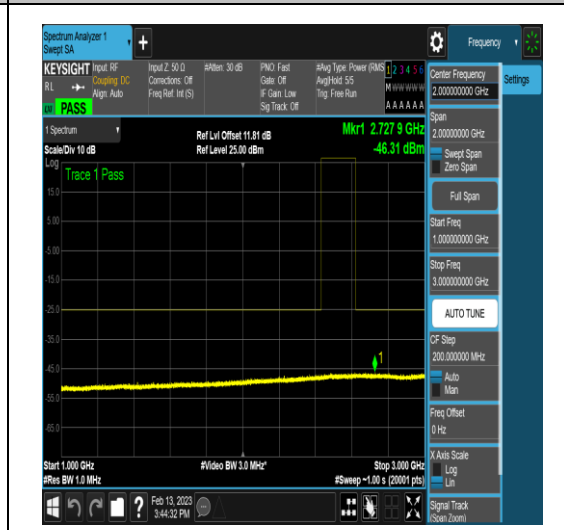 Spectrum Analyzer 1
Swept SA
Frequency
KEYSIGHT
RL
PASS
Input: RF
Coupling: DC
Align: Auto
Input Z: 50 Ω
Corrections: Off
Freq Ref: Int (S)
#Atten: 30 dB
PNO: Fast
Gate: Off
IF Gain: Low
Sig Track: Off
#Avg Type: Power (RMS
Avg|Hold: 5/5
Trig: Free Run
1 2 3 4 5 6
M w w w w w
A A A A A A
Center Frequency
2.000000000 GHz
Settings
Span
2.00000000 GHz
Swept Span
Zero Span
Full Span
Start Freq
1.000000000 GHz
Stop Freq
3.000000000 GHz
AUTO TUNE
CF Step
200.000000 MHz
Auto
Man
Freq Offset
0 Hz
X Axis Scale
Log
Lin
Signal Track
(Span Zoom)
1 Spectrum
Scale/Div 10 dB
Log
Ref Lvl Offset 11.81 dB
Ref Level 25.00 dBm
Mkr1 2.727 9 GHz
-46.31 dBm
Trace 1 Pass
15.0
5.00
-5.00
-15.0
-25.0
-35.0
-45.0
-55.0
-65.0
1
Start 1.000 GHz
#Res BW 1.0 MHz
#Video BW 3.0 MHz*
Stop 3.000 GHz
#Sweep ~1.00 s (20001 pts)
?
Feb 13, 2023
3:44:32 PM